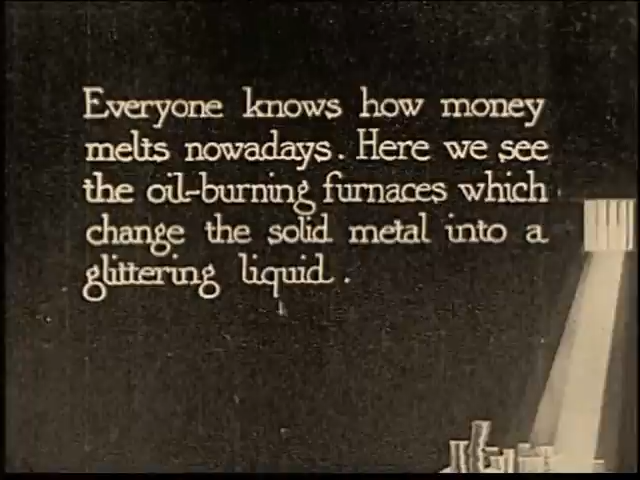 Everyone knows how money
melts nowadays. Here we see
the oil-burning furnaces which
change the solid metal into a
glittering liquid.